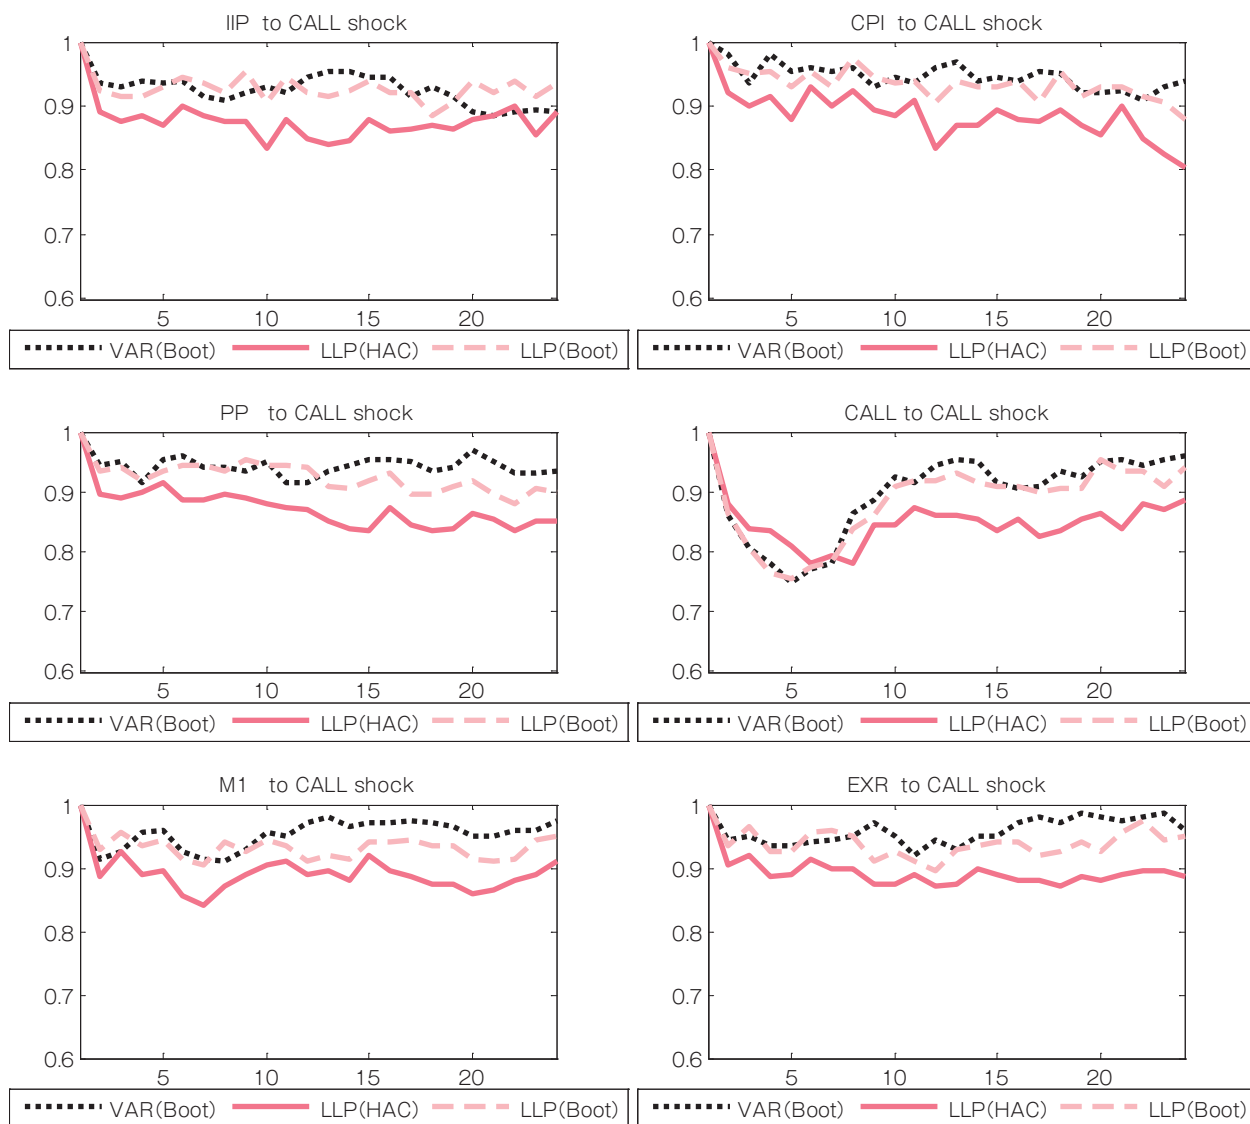 IIP to CALL shock
1
0.9
0.8
0.7
0.6
5 10 15 20
VAR(Boot) LLP(HAC) LLP(Boot)
CPI to CALL shock
1
0.9
0.8
0.7
0.6
5 10 15 20
VAR(Boot) LLP(HAC) LLP(Boot)
PP to CALL shock
1
0.9
0.8
0.7
0.6
5 10 15 20
VAR(Boot) LLP(HAC) LLP(Boot)
CALL to CALL shock
1
0.9
0.8
0.7
0.6
5 10 15 20
VAR(Boot) LLP(HAC) LLP(Boot)
M1 to CALL shock
1
0.9
0.8
0.7
0.6
5 10 15 20
VAR(Boot) LLP(HAC) LLP(Boot)
EXR to CALL shock
1
0.9
0.8
0.7
0.6
5 10 15 20
VAR(Boot) LLP(HAC) LLP(Boot)